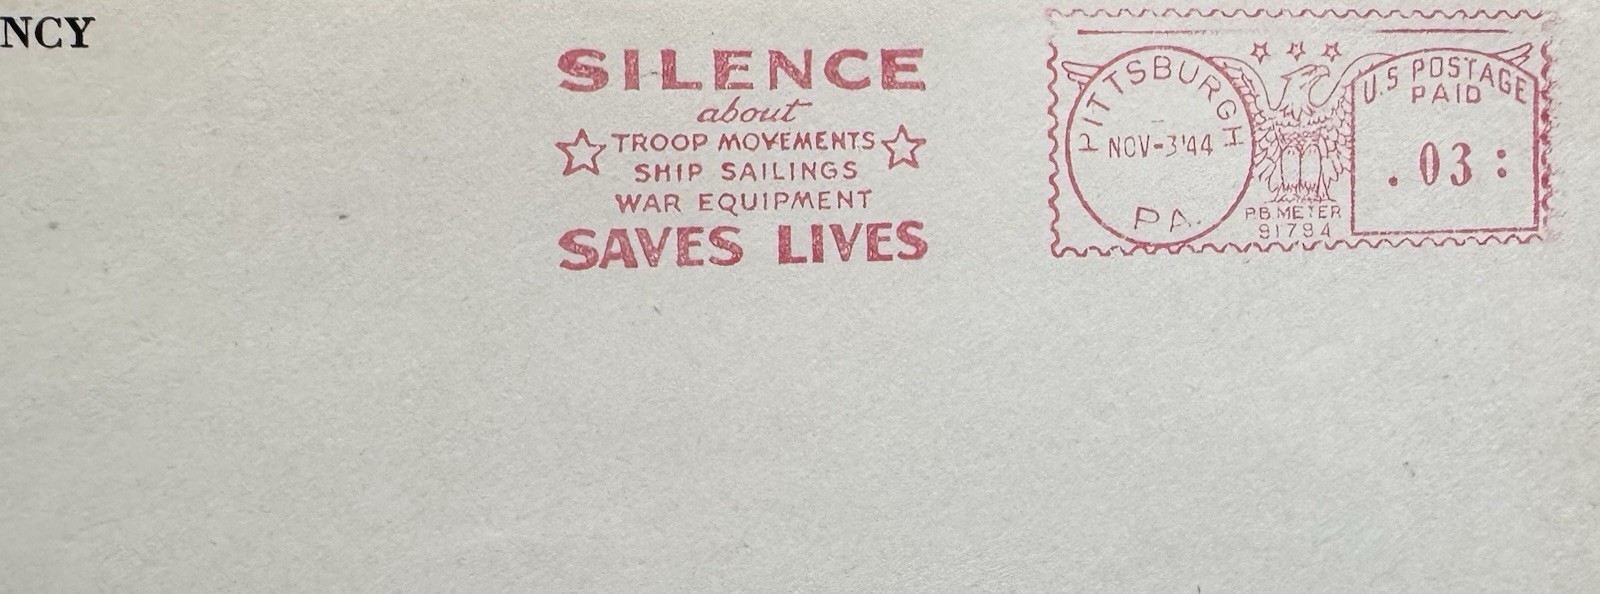 NCY
SILENCE
about
TROOP MOVEMENTS
SHIP SAILINGS
WAR EQUIPMENT
SAVES LIVES
PITTSBURGH
NOV-3'44
PA.
P.B. METER
91794
U.S POSTAGE
PAID
.03: